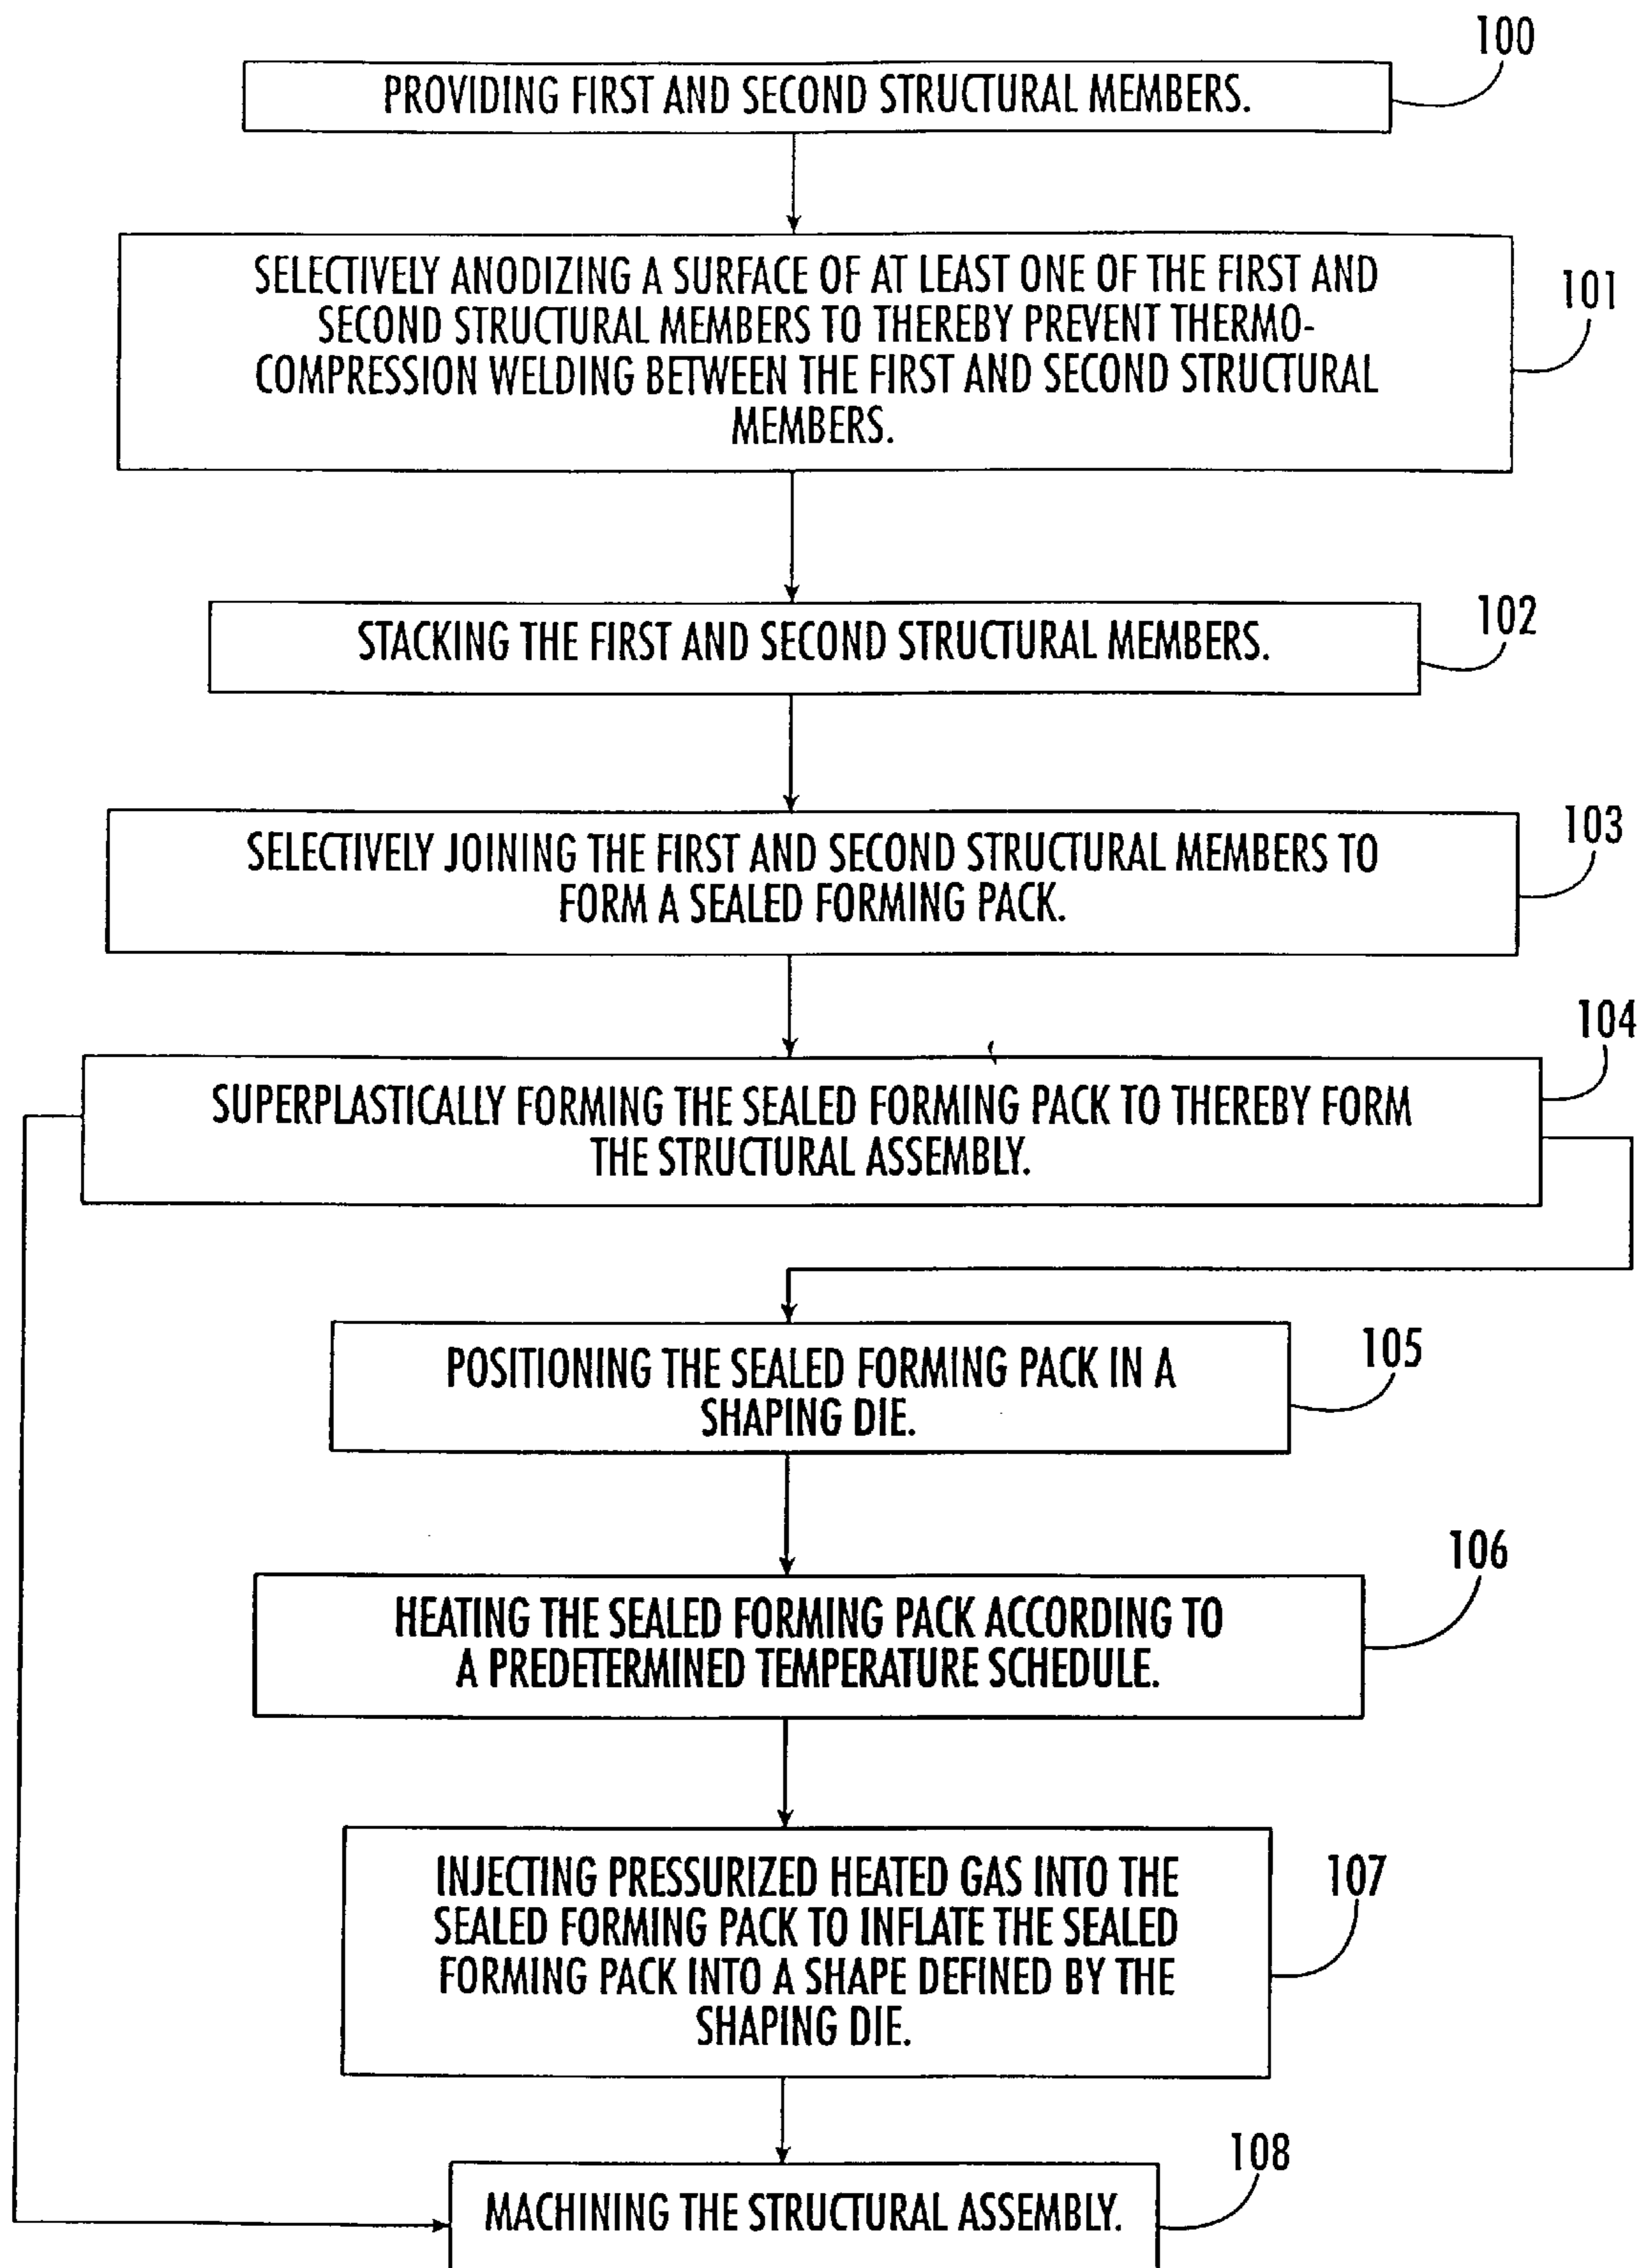 100
PROVIDING FIRST AND SECOND STRUCTURAL MEMBERS.
SELECTIVELY ANODIZING A SURFACE OF AT LEAST ONE OF THE FIRST AND
SECOND STRUCTURAL MEMBERS TO THEREBY PREVENT THERMO-
COMPRESSION WELDING BETWEEN THE FIRST AND SECOND STRUCTURAL
MEMBERS.
101
STACKING THE FIRST AND SECOND STRUCTURAL MEMBERS.
102
SELECTIVELY JOINING THE FIRST AND SECOND STRUCTURAL MEMBERS TO
FORM A SEALED FORMING PACK.
103
104
SUPERPLASTICALLY FORMING THE SEALED FORMING PACK TO THEREBY FORM
THE STRUCTURAL ASSEMBLY.
POSITIONING THE SEALED FORMING PACK IN A
SHAPING DIE.
105
106
HEATING THE SEALED FORMING PACK ACCORDING TO
A PREDETERMINED TEMPERATURE SCHEDULE.
INJECTING PRESSURIZED HEATED GAS INTO THE
SEALED FORMING PACK TO INFLATE THE SEALED
FORMING PACK INTO A SHAPE DEFINED BY THE
SHAPING DIE.
107
108
MACHINING THE STRUCTURAL ASSEMBLY.